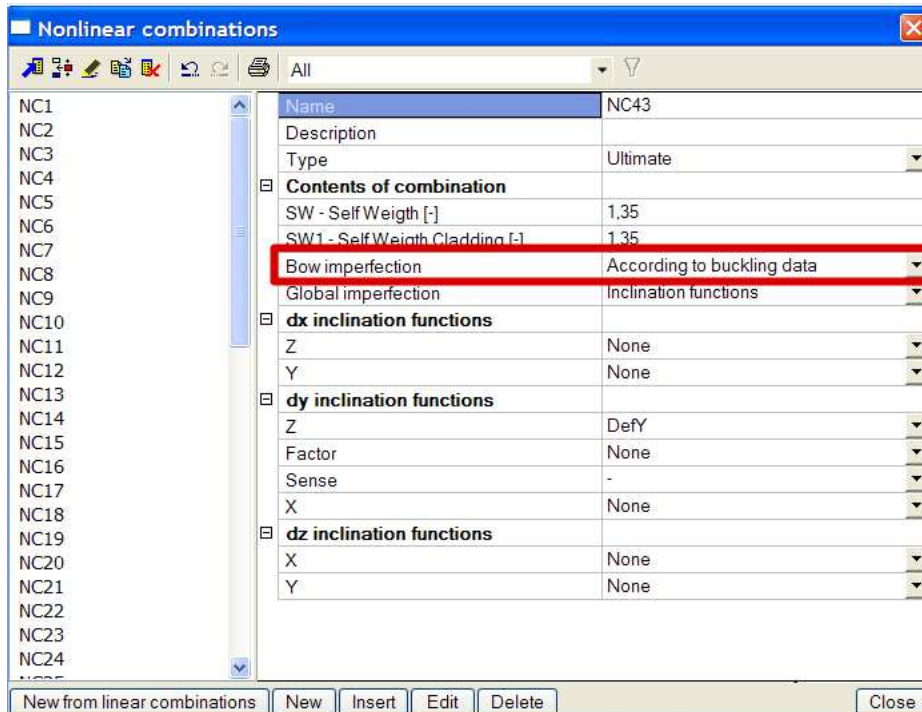 Nonlinear combinations
All
NC1
NC2
NC3
NC4
NC5
NC6
NC7
NC8
NC9
NC10
NC11
NC12
NC13
NC14
NC15
NC16
NC17
NC18
NC19
NC20
NC21
NC22
NC23
NC24
Name NC43
Description
Type Ultimate
Contents of combination
SW - Self Weigth [-] 1,35
SW1 - Self Weigth Cladding [-] 1,35
Bow imperfection According to buckling data
Global imperfection Inclination functions
dx inclination functions
Z None
Y None
dy inclination functions
Z DefY
Factor None
Sense -
X None
dz inclination functions
X None
Y None
New from linear combinations New Insert Edit Delete Close